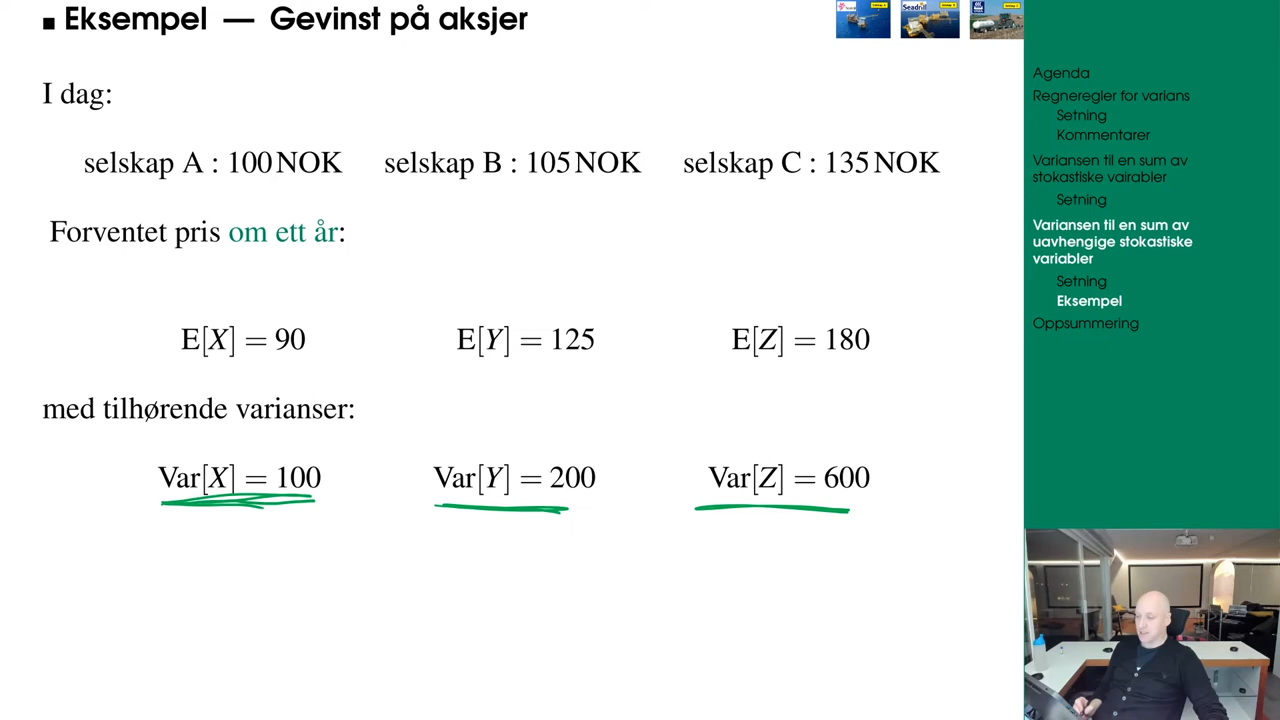 Eksempel — Gevinst på aksjer
Seadrill
I dag:
selskap A : 100 NOK selskap B : 105 NOK selskap C : 135 NOK
Forventet pris om ett år:
E[X] = 90 E[Y] = 125 E[Z] = 180
med tilhørende varianser:
Var[X] = 100 Var[Y] = 200 Var[Z] = 600
Agenda
Regneregler for varians
Setning
Kommentarer
Variansen til en sum av
stokastiske vairabler
Setning
Variansen til en sum av
uavhengige stokastiske
variabler
Setning
Eksempel
Oppsummering